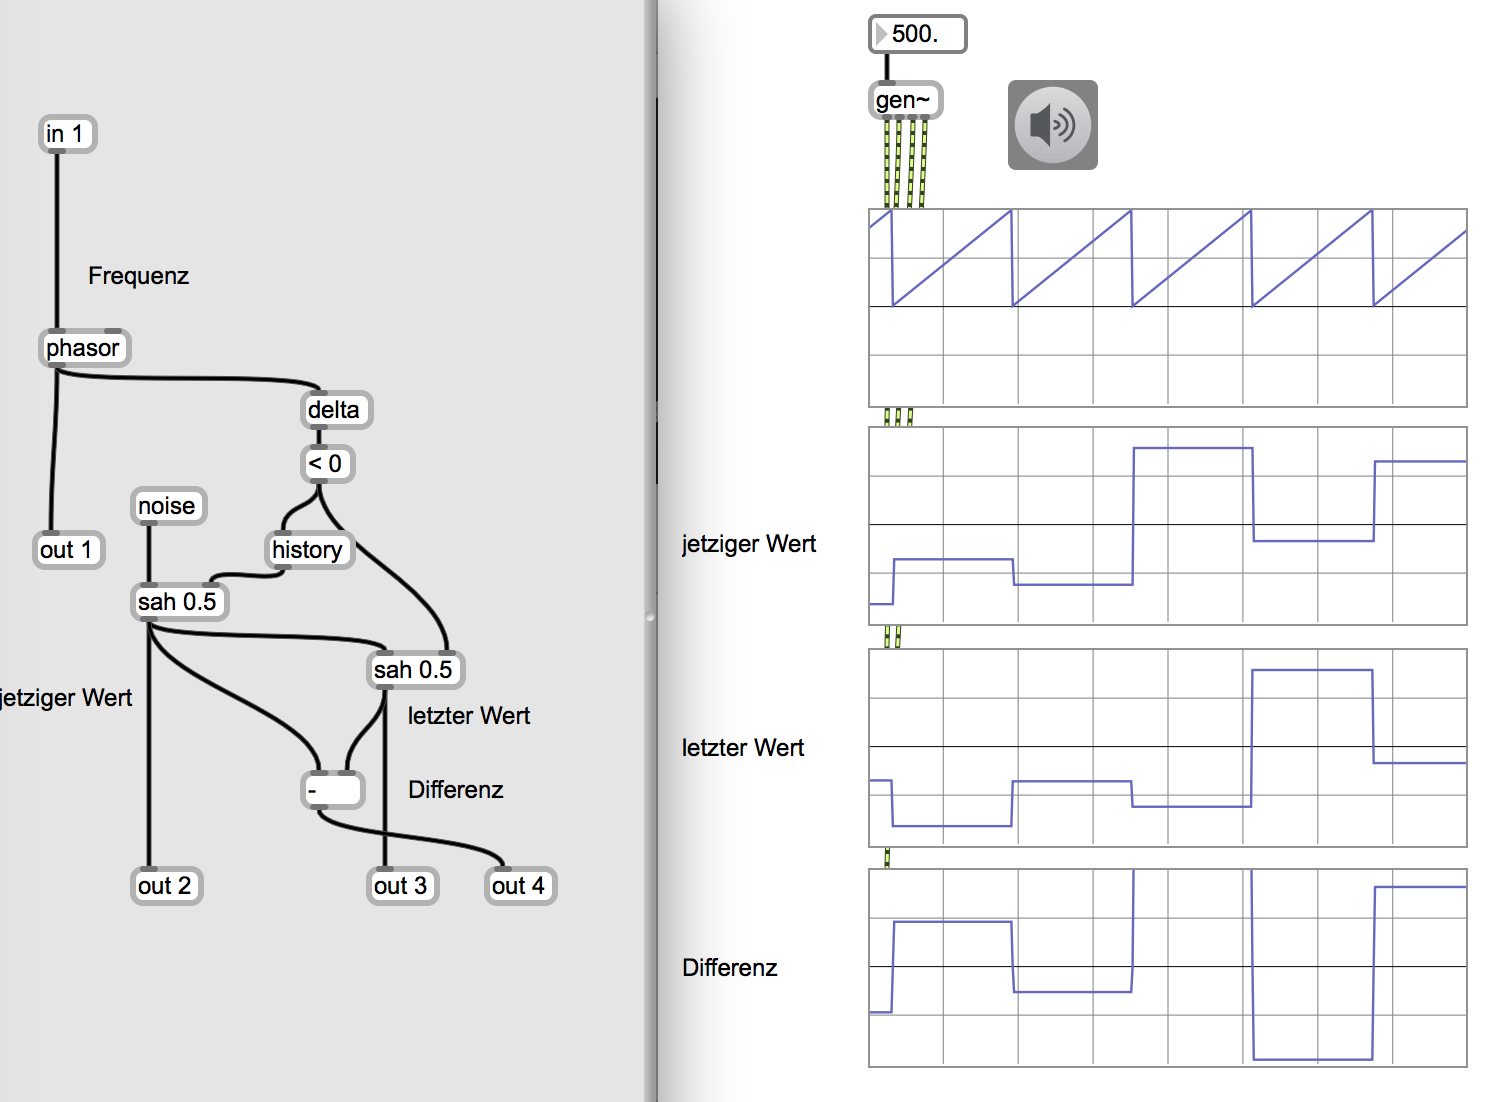 in 1
Frequenz
phasor
delta
< 0
noise
history
out 1
sah 0.5
sah 0.5
jetziger Wert
letzter Wert
-
Differenz
out 2
out 3
out 4
500.
gen~
jetziger Wert
letzter Wert
Differenz